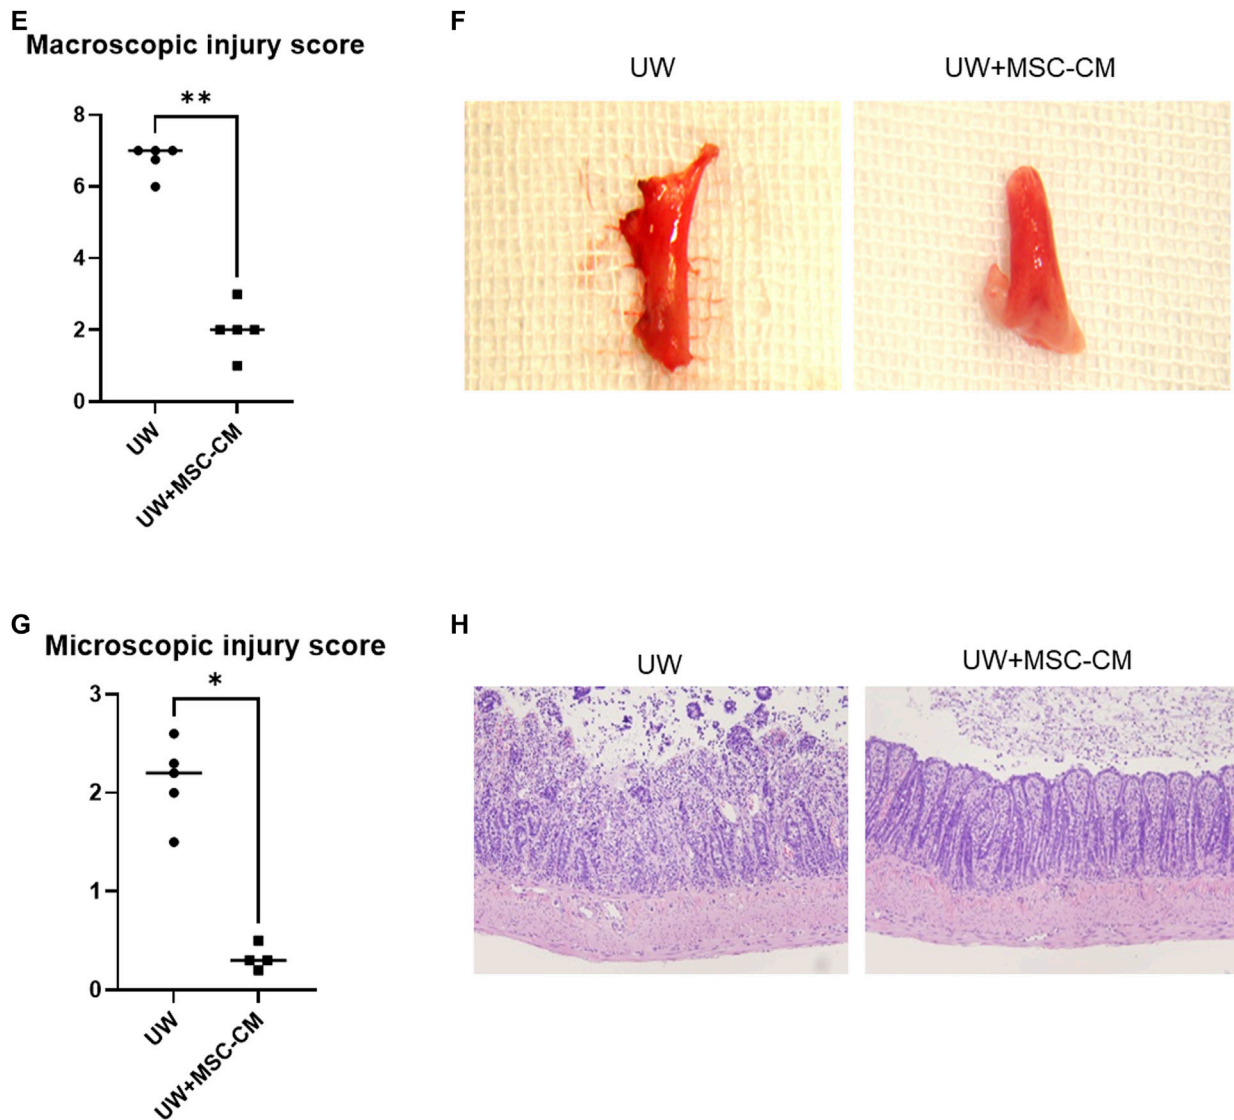 E
Macroscopic injury score
**
8
6
4
2
0
UW
UW+MSC-CM
F
UW
UW+MSC-CM
G
Microscopic injury score
*
3
2
1
0
UW
UW+MSC-CM
H
UW
UW+MSC-CM